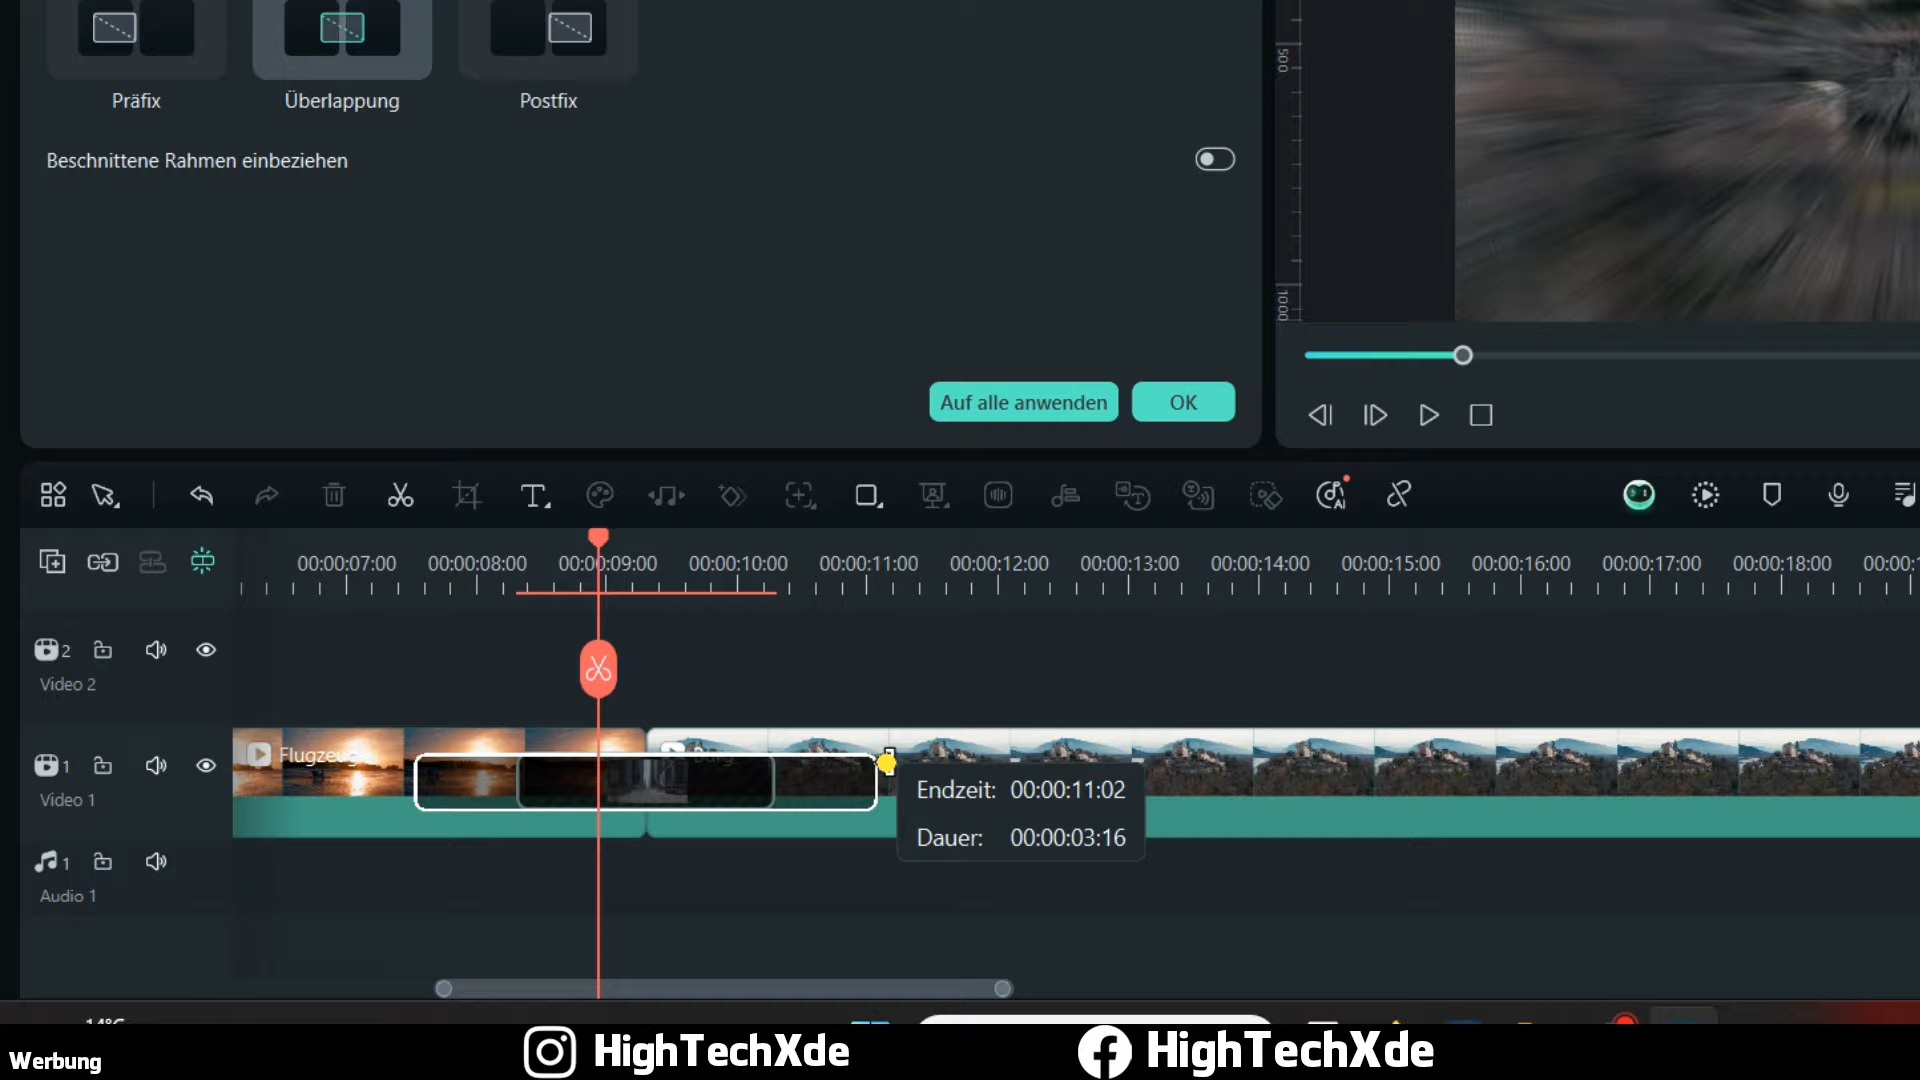 Präfix
Überlappung
Postfix
Beschnittene Rahmen einbeziehen
500
1000
Auf alle anwenden
OK
00:00:07:00
00:00:08:00
00:00:09:00
00:00:10:00
00:00:11:00
00:00:12:00
00:00:13:00
00:00:14:00
00:00:15:00
00:00:16:00
00:00:17:00
00:00:18:00
2
Video 2
Flugzeug
Burg
1
Video 1
Endzeit: 00:00:11:02
Dauer: 00:00:03:16
1
Audio 1
Werbung
HighTechXde
HighTechXde